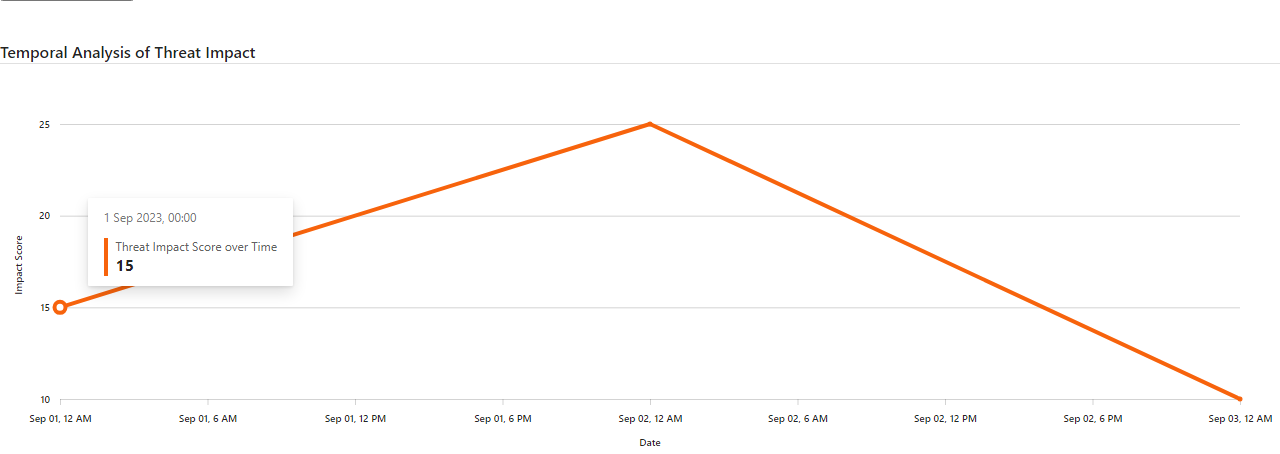 Temporal Analysis of Threat Impact
25
1 Sep 2023, 00:00
20
Threat Impact Score over Time
15
Impact Score
15
10
Sep 01, 12 AM Sep 01, 6 AM Sep 01, 12 PM Sep 01, 6 PM Sep 02, 12 AM Sep 02, 6 AM Sep 02, 12 PM Sep 02, 6 PM Sep 03, 12 AM
Date